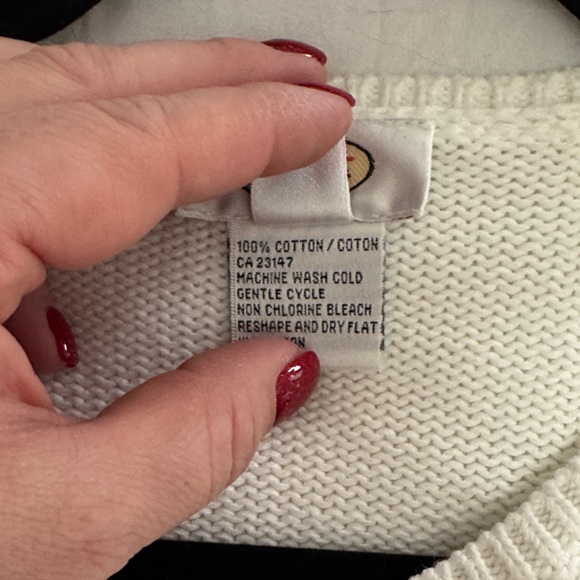 100% COTTON / COTON
CA 23147
MACHINE WASH COLD
GENTLE CYCLE
NON CHLORINE BLEACH
RESHAPE AND DRY FLAT